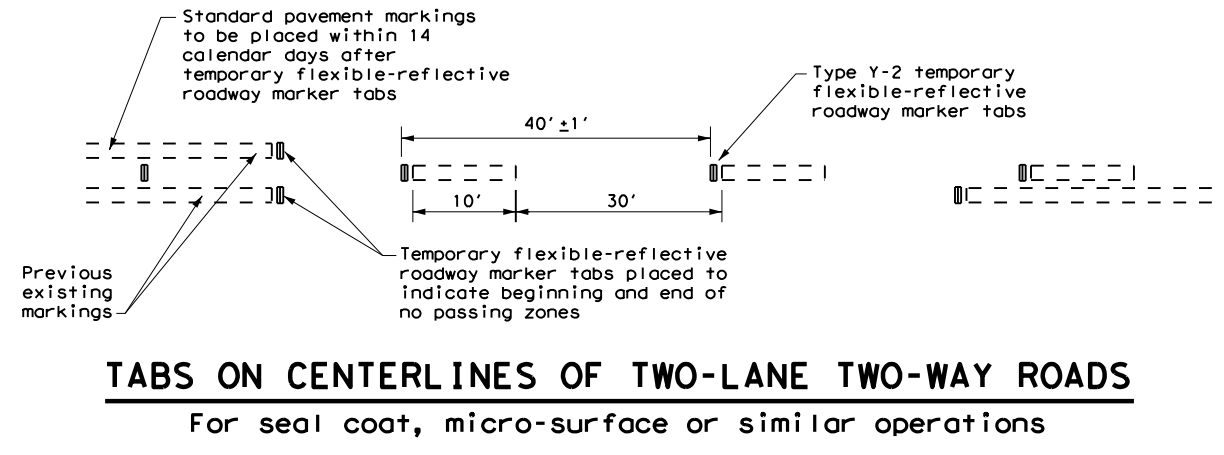 Standard pavement markings
to be placed within 14
calendar days after
temporary flexible-reflective
roadway marker tabs
Type Y-2 temporary
flexible-reflective
roadway marker tabs
40' ±1'
10'
30'
Previous
existing
markings
Temporary flexible-reflective
roadway marker tabs placed to
indicate beginning and end of
no passing zones
TABS ON CENTERLINES OF TWO-LANE TWO-WAY ROADS
For seal coat, micro-surface or similar operations